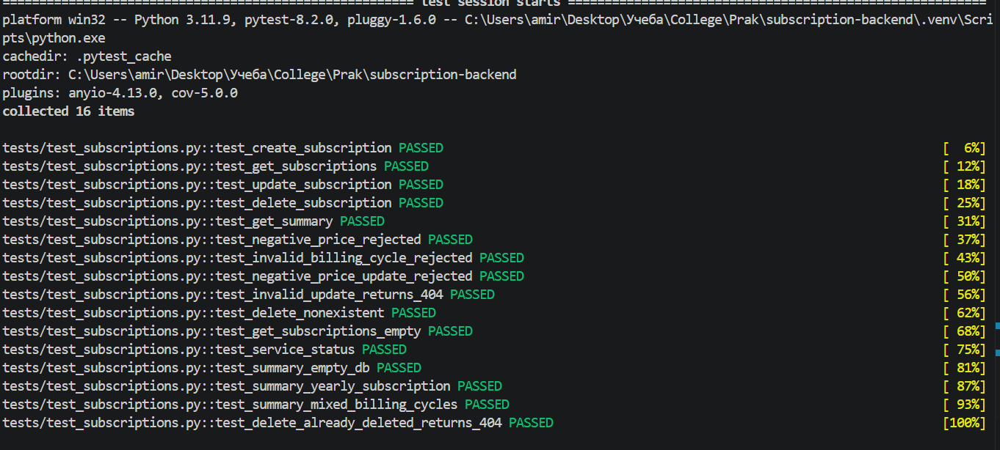 ============================================================ test session starts ============================================================
platform win32 -- Python 3.11.9, pytest-8.2.0, pluggy-1.6.0 -- C:\Users\amir\Desktop\Учеба\College\Prak\subscription-backend\.venv\Scri
pts\python.exe
cachedir: .pytest_cache
rootdir: C:\Users\amir\Desktop\Учеба\College\Prak\subscription-backend
plugins: anyio-4.13.0, cov-5.0.0
collected 16 items
tests/test_subscriptions.py::test_create_subscription PASSED [  6%]
tests/test_subscriptions.py::test_get_subscriptions PASSED [ 12%]
tests/test_subscriptions.py::test_update_subscription PASSED [ 18%]
tests/test_subscriptions.py::test_delete_subscription PASSED [ 25%]
tests/test_subscriptions.py::test_get_summary PASSED [ 31%]
tests/test_subscriptions.py::test_negative_price_rejected PASSED [ 37%]
tests/test_subscriptions.py::test_invalid_billing_cycle_rejected PASSED [ 43%]
tests/test_subscriptions.py::test_negative_price_update_rejected PASSED [ 50%]
tests/test_subscriptions.py::test_invalid_update_returns_404 PASSED [ 56%]
tests/test_subscriptions.py::test_delete_nonexistent PASSED [ 62%]
tests/test_subscriptions.py::test_get_subscriptions_empty PASSED [ 68%]
tests/test_subscriptions.py::test_service_status PASSED [ 75%]
tests/test_subscriptions.py::test_summary_empty_db PASSED [ 81%]
tests/test_subscriptions.py::test_summary_yearly_subscription PASSED [ 87%]
tests/test_subscriptions.py::test_summary_mixed_billing_cycles PASSED [ 93%]
tests/test_subscriptions.py::test_delete_already_deleted_returns_404 PASSED [100%]